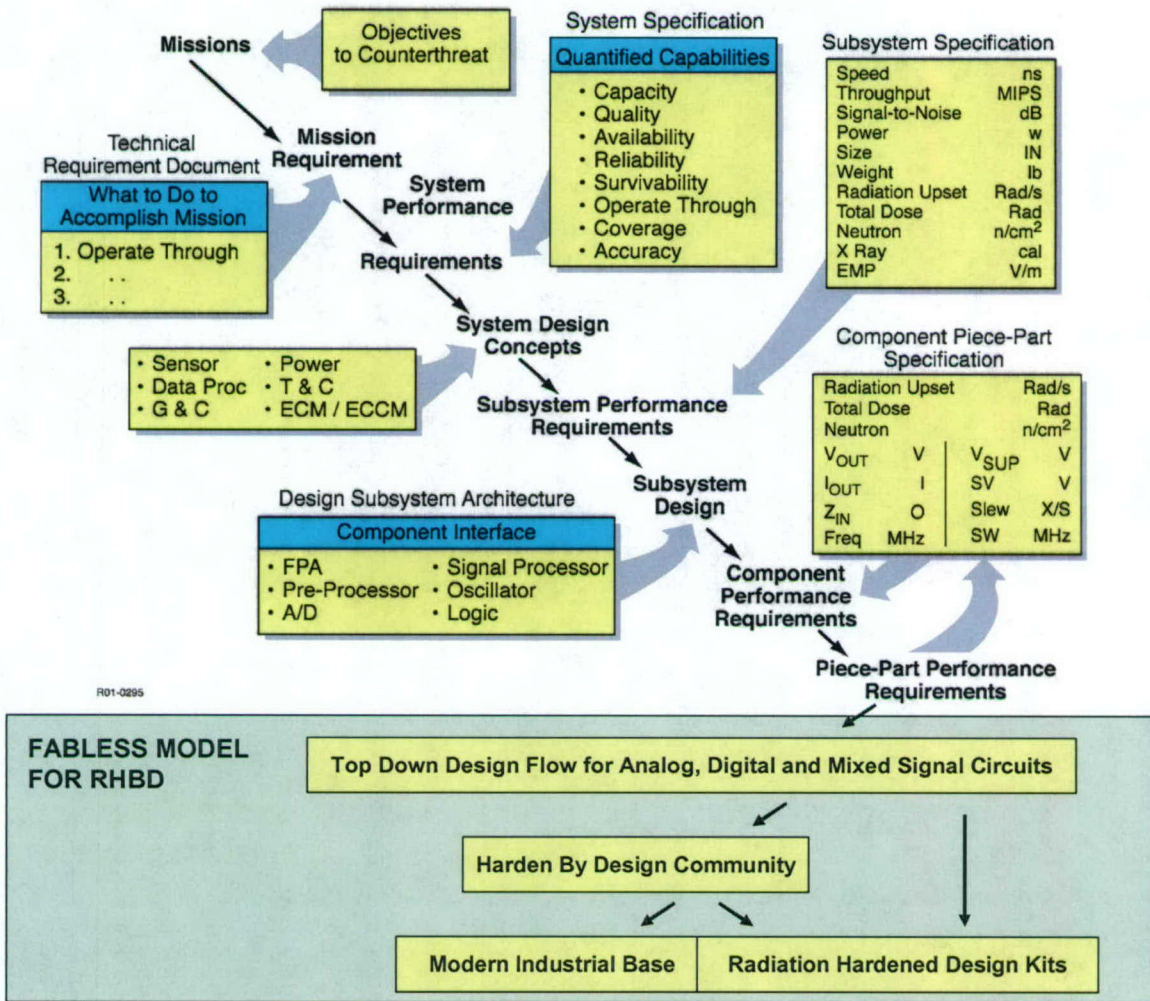 Missions
Objectives
to Counterthreat
System Specification
Quantified Capabilities
• Capacity
• Quality
• Availability
• Reliability
• Survivability
• Operate Through
• Coverage
• Accuracy
Subsystem Specification
Speed ns
Throughput MIPS
Signal-to-Noise dB
Power w
Size IN
Weight lb
Radiation Upset Rad/s
Total Dose Rad
Neutron n/cm²
X Ray cal
EMP V/m
Mission
Requirement
Technical
Requirement Document
What to Do to
Accomplish Mission
1. Operate Through
2. . .
3. . .
System
Performance
Requirements
System Design
Concepts
• Sensor • Power
• Data Proc • T & C
• G & C • ECM / ECCM
Subsystem Performance
Requirements
Component Piece-Part
Specification
Radiation Upset Rad/s
Total Dose Rad
Neutron n/cm²
VOUT V VSUP V
IOUT I SV V
ZIN O Slew X/S
Freq MHz SW MHz
Subsystem
Design
Design Subsystem Architecture
Component Interface
• FPA • Signal Processor
• Pre-Processor • Oscillator
• A/D • Logic
Component
Performance
Requirements
Piece-Part Performance
Requirements
R01-0295
FABLESS MODEL
FOR RHBD
Top Down Design Flow for Analog, Digital and Mixed Signal Circuits
Harden By Design Community
Modern Industrial Base
Radiation Hardened Design Kits